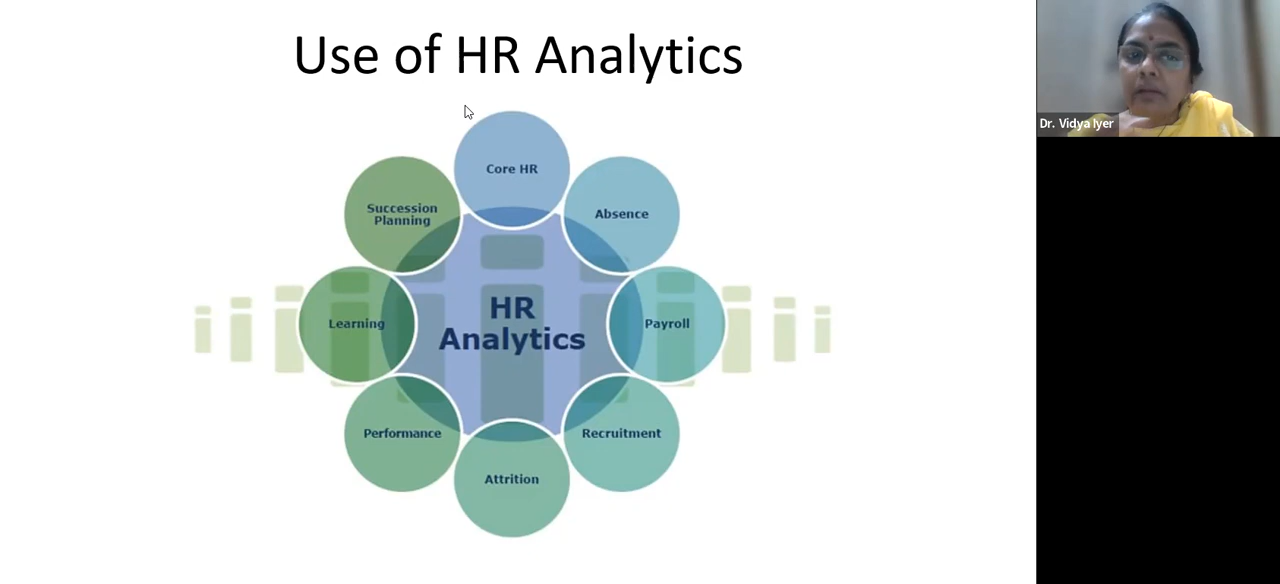 Use of HR Analytics
Dr. Vidya Iyer
Core HR
Succession
Planning
Absence
HR
Analytics
Learning
Payroll
Performance
Recruitment
Attrition